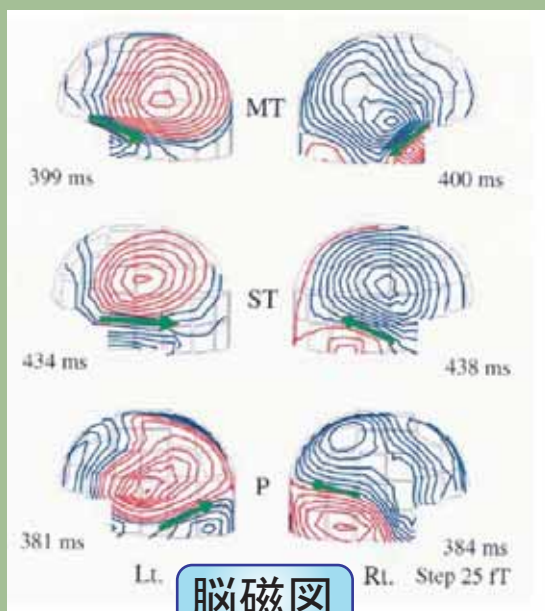 MT
399 ms
400 ms
ST
434 ms
438 ms
P
381 ms
384 ms
Lt.
Rt. Step 25 fT
脳磁図